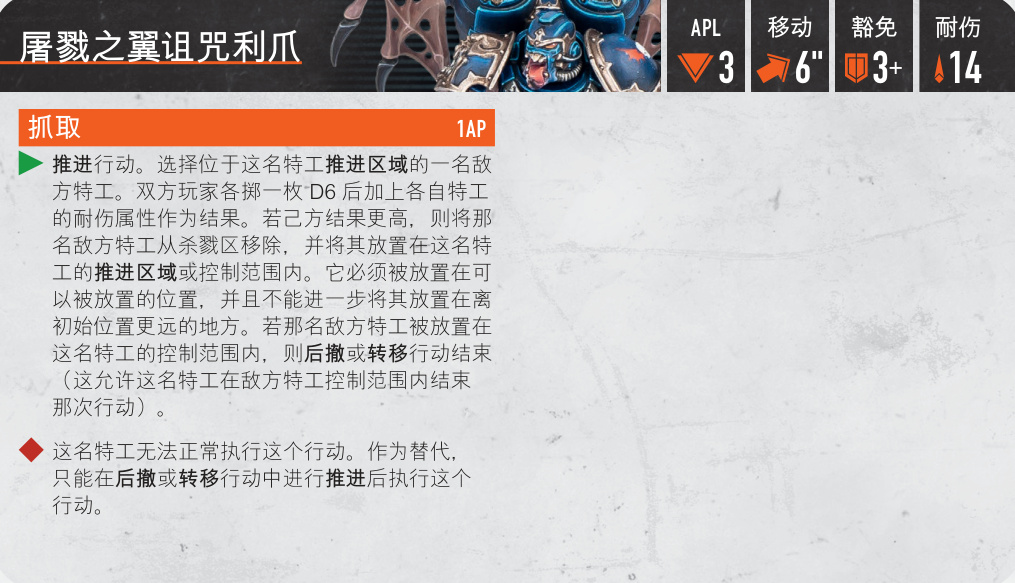 屠戮之翼诅咒利爪
APL
3
移动
6"
豁免
3+
耐伤
14
抓取 1AP
推进行动。选择位于这名特工推进区域的一名敌
方特工。双方玩家各掷一枚 D6 后加上各自特工
的耐伤属性作为结果。若己方结果更高，则将那
名敌方特工从杀戮区移除，并将其放置在这名特
工的推进区域或控制范围内。它必须被放置在可
以被放置的位置，并且不能进一步将其放置在离
初始位置更远的地方。若那名敌方特工被放置在
这名特工的控制范围内，则后撤或转移行动结束
（这允许这名特工在敌方特工控制范围内结束
那次行动）。
这名特工无法正常执行这个行动。作为替代，
只能在后撤或转移行动中进行推进后执行这个
行动。